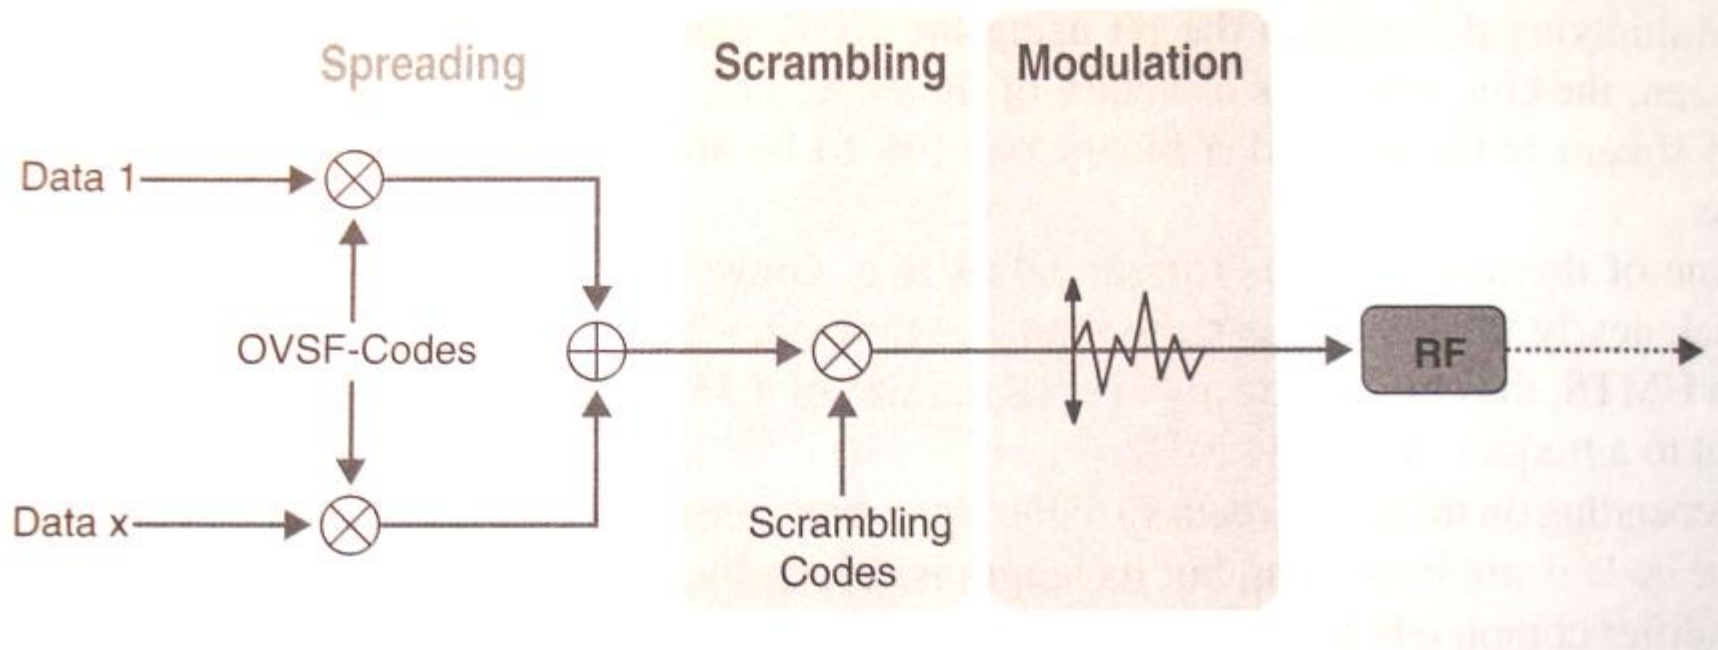 Spreading
Scrambling
Modulation
Data 1
OVSF-Codes
RF
Data x
Scrambling
Codes